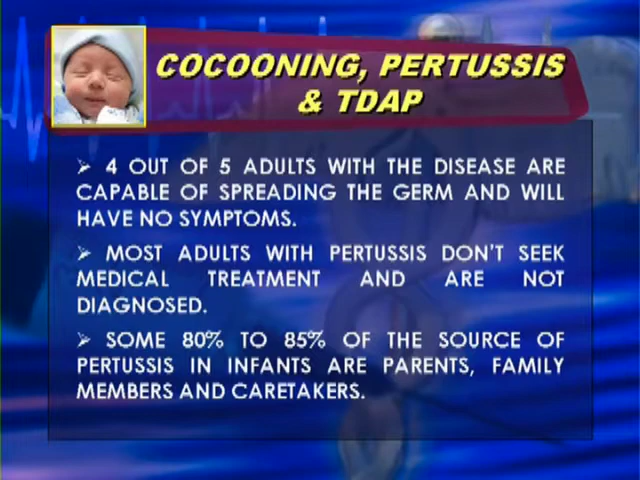 COCOONING, PERTUSSIS
& TDAP
➢ 4 OUT OF 5 ADULTS WITH THE DISEASE ARE
CAPABLE OF SPREADING THE GERM AND WILL
HAVE NO SYMPTOMS.
➢ MOST ADULTS WITH PERTUSSIS DON'T SEEK
MEDICAL TREATMENT AND ARE NOT
DIAGNOSED.
➢ SOME 80% TO 85% OF THE SOURCE OF
PERTUSSIS IN INFANTS ARE PARENTS, FAMILY
MEMBERS AND CARETAKERS.